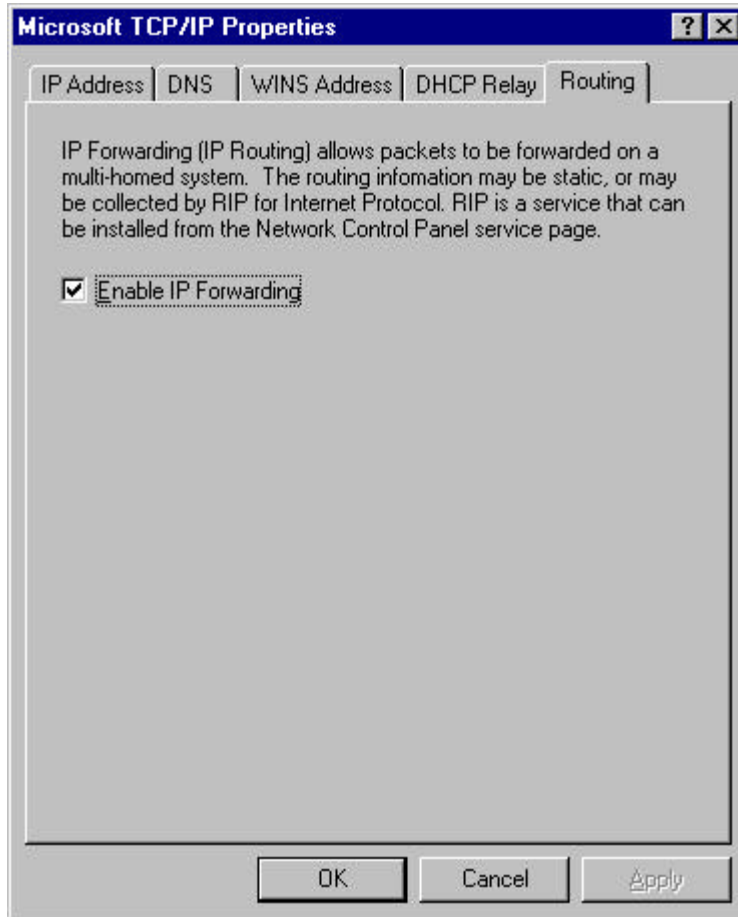 Microsoft TCP/IP Properties
IP Address DNS WINS Address DHCP Relay Routing
IP Forwarding (IP Routing) allows packets to be forwarded on a
multi-homed system. The routing infomation may be static, or may
be collected by RIP for Internet Protocol. RIP is a service that can
be installed from the Network Control Panel service page.
Enable IP Forwarding
OK Cancel Apply